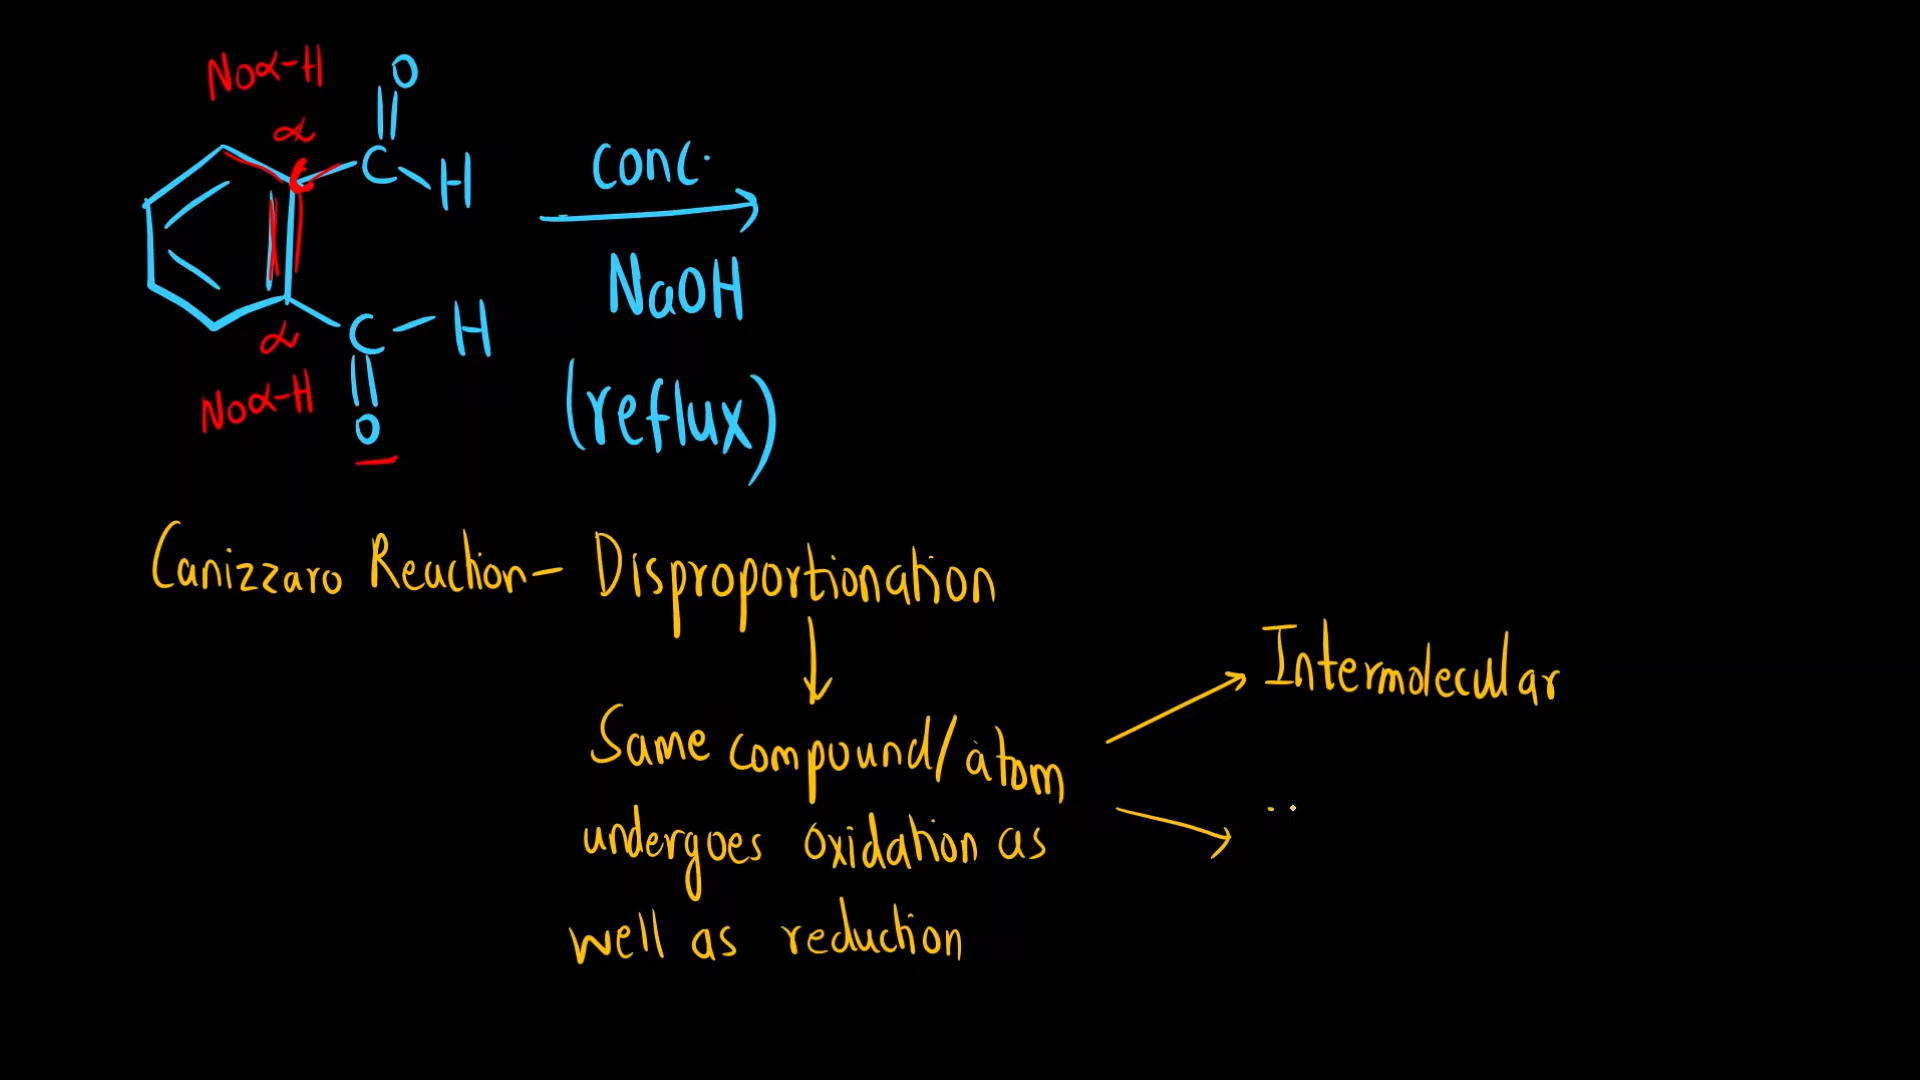 Noα-H
O
α
C
C
H
conc.
NaOH
α
C
H
Noα-H
O
(reflux)
Canizzaro Reaction- Disproportionation
Intermolecular
Same compound/atom
undergoes oxidation as
well as reduction